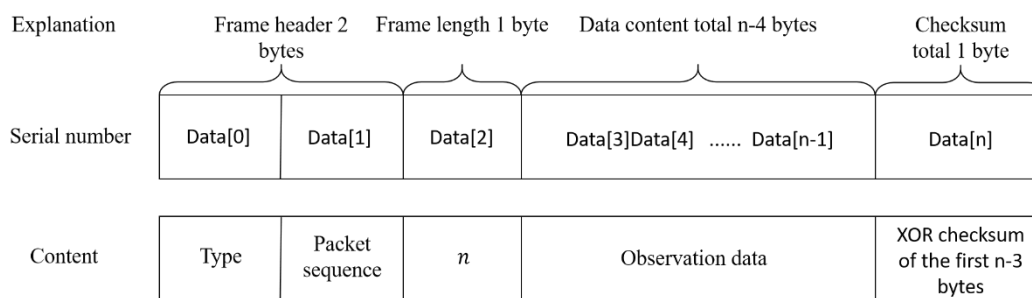 Explanation
Frame header 2
bytes
Frame length 1 byte
Data content total n-4 bytes
Checksum
total 1 byte
Serial number
Data[0]
Data[1]
Data[2]
Data[3]Data[4] ...... Data[n-1]
Data[n]
Content
Type
Packet
sequence
n
Observation data
XOR checksum
of the first n-3
bytes